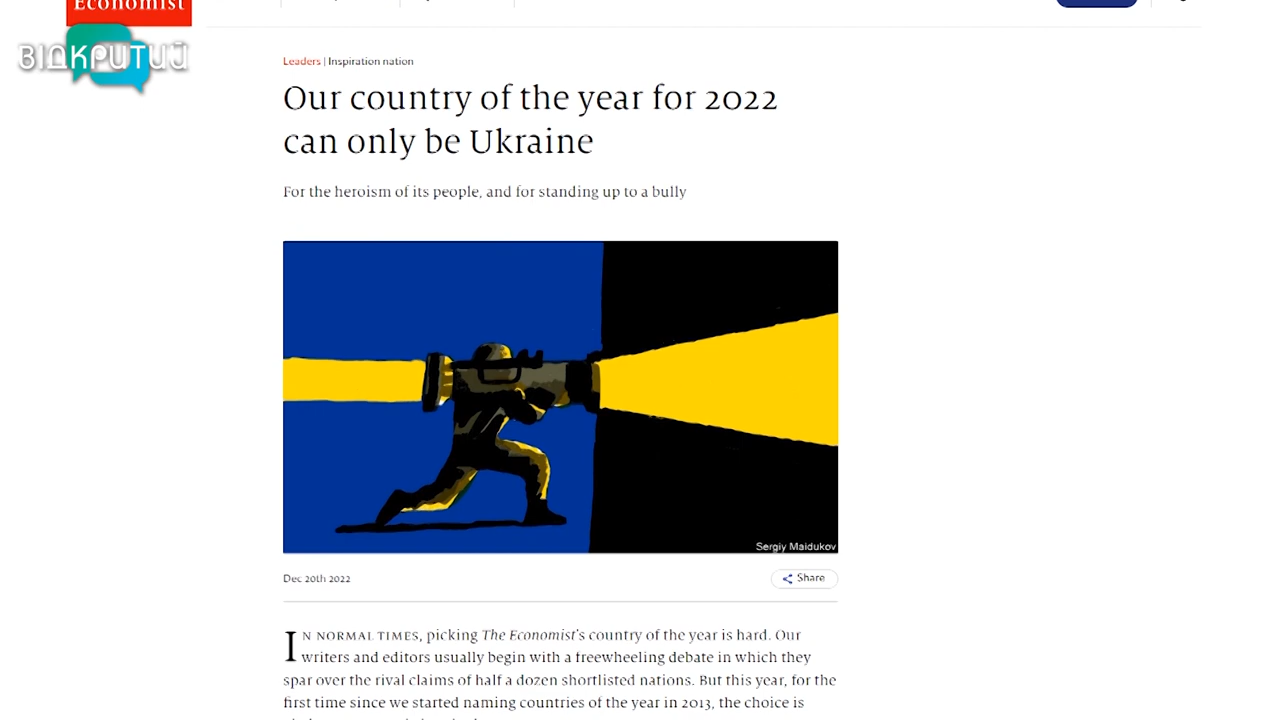 Economist
ВІДКРИТИЙ
Leaders | Inspiration nation
Our country of the year for 2022
can only be Ukraine
For the heroism of its people, and for standing up to a bully
Sergiy Maidukov
Dec 20th 2022
Share
IN NORMAL TIMES, picking The Economist's country of the year is hard. Our
writers and editors usually begin with a freewheeling debate in which they
spar over the rival claims of half a dozen shortlisted nations. But this year, for the
first time since we started naming countries of the year in 2013, the choice is